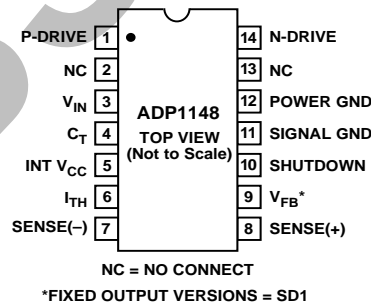 P-DRIVE 1 14 N-DRIVE
NC 2 13 NC
VIN 3 12 POWER GND
CT 4 11 SIGNAL GND
INT VCC 5 10 SHUTDOWN
ITH 6 9 VFB*
SENSE(–) 7 8 SENSE(+)
ADP1148
TOP VIEW
(Not to Scale)
NC = NO CONNECT
*FIXED OUTPUT VERSIONS = SD1